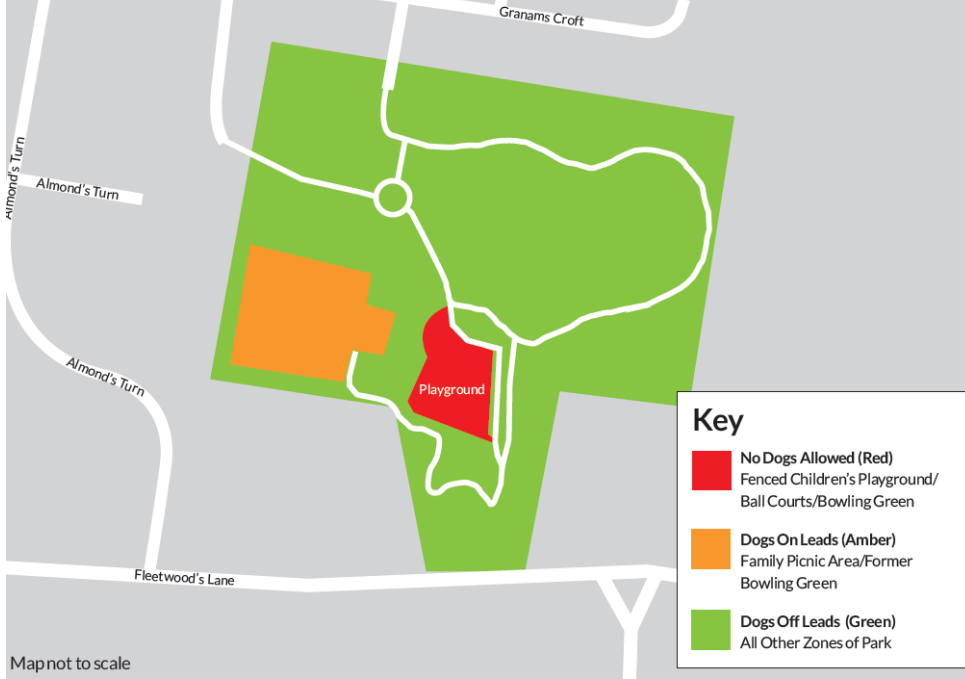 Granams Croft
Almond's Turn
Almond's Turn
Almond's Turn
Playground
Fleetwood's Lane
Map not to scale
Key
No Dogs Allowed (Red)
Fenced Children's Playground/
Ball Courts/Bowling Green
Dogs On Leads (Amber)
Family Picnic Area/Former
Bowling Green
Dogs Off Leads (Green)
All Other Zones of Park